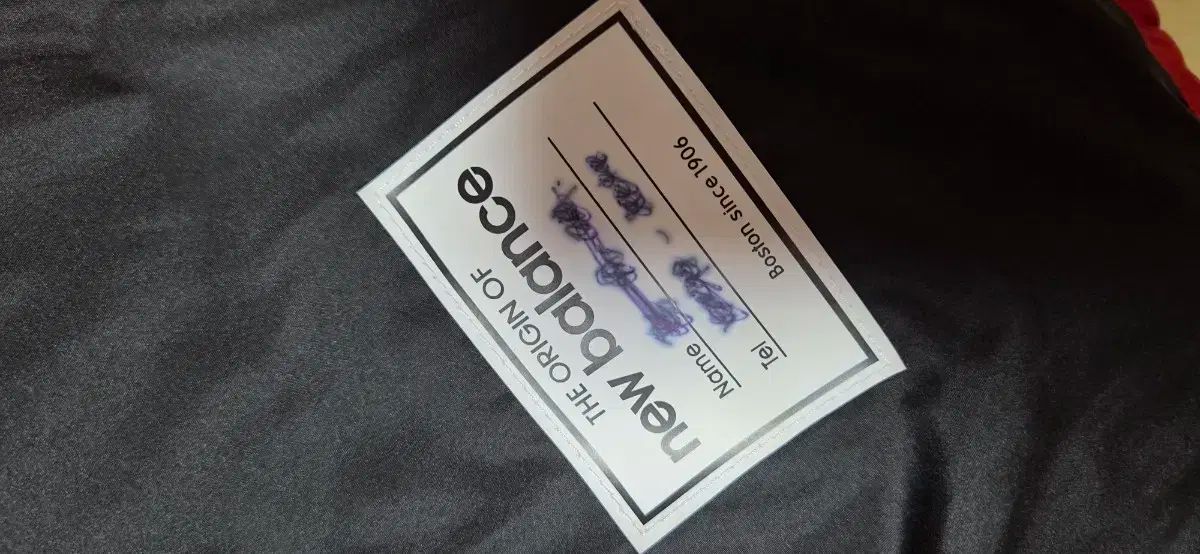 THE ORIGIN OF
new balance
Name
Tel -
Boston since 1906